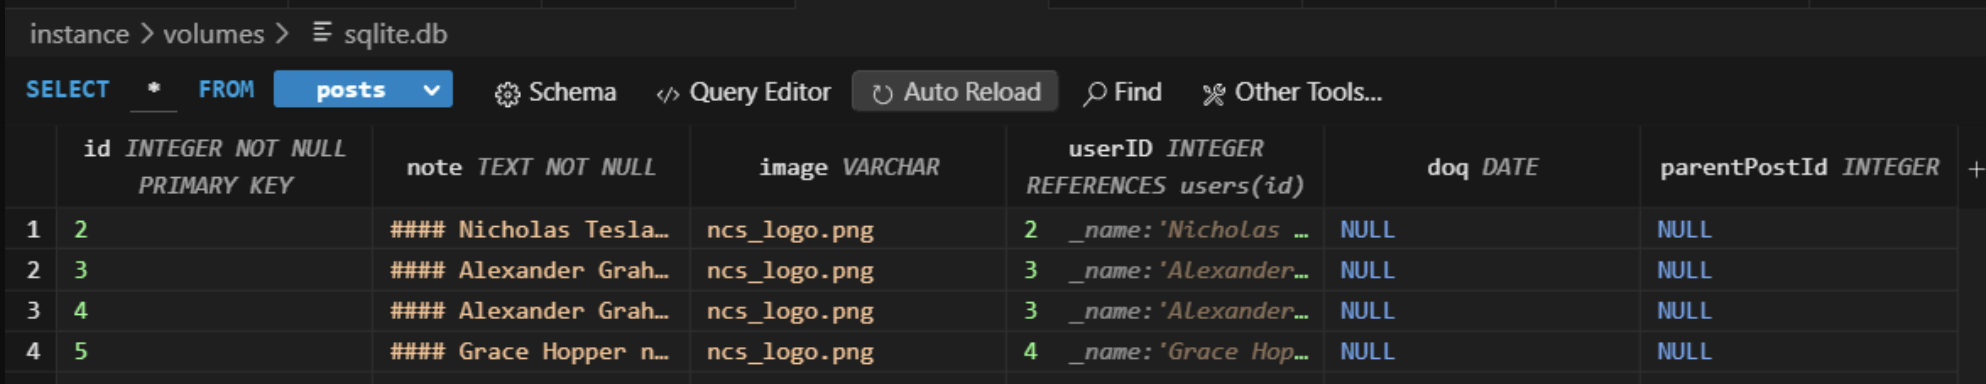 instance > volumes > sqlite.db
SELECT * FROM posts Schema </> Query Editor Auto Reload Find Other Tools...
id INTEGER NOT NULL PRIMARY KEY note TEXT NOT NULL image VARCHAR userID INTEGER REFERENCES users(id) doq DATE parentPostId INTEGER +
1 2 #### Nicholas Tesla… ncs_logo.png 2 _name:'Nicholas … NULL NULL
2 3 #### Alexander Grah… ncs_logo.png 3 _name:'Alexander… NULL NULL
3 4 #### Alexander Grah… ncs_logo.png 3 _name:'Alexander… NULL NULL
4 5 #### Grace Hopper n… ncs_logo.png 4 _name:'Grace Hop… NULL NULL